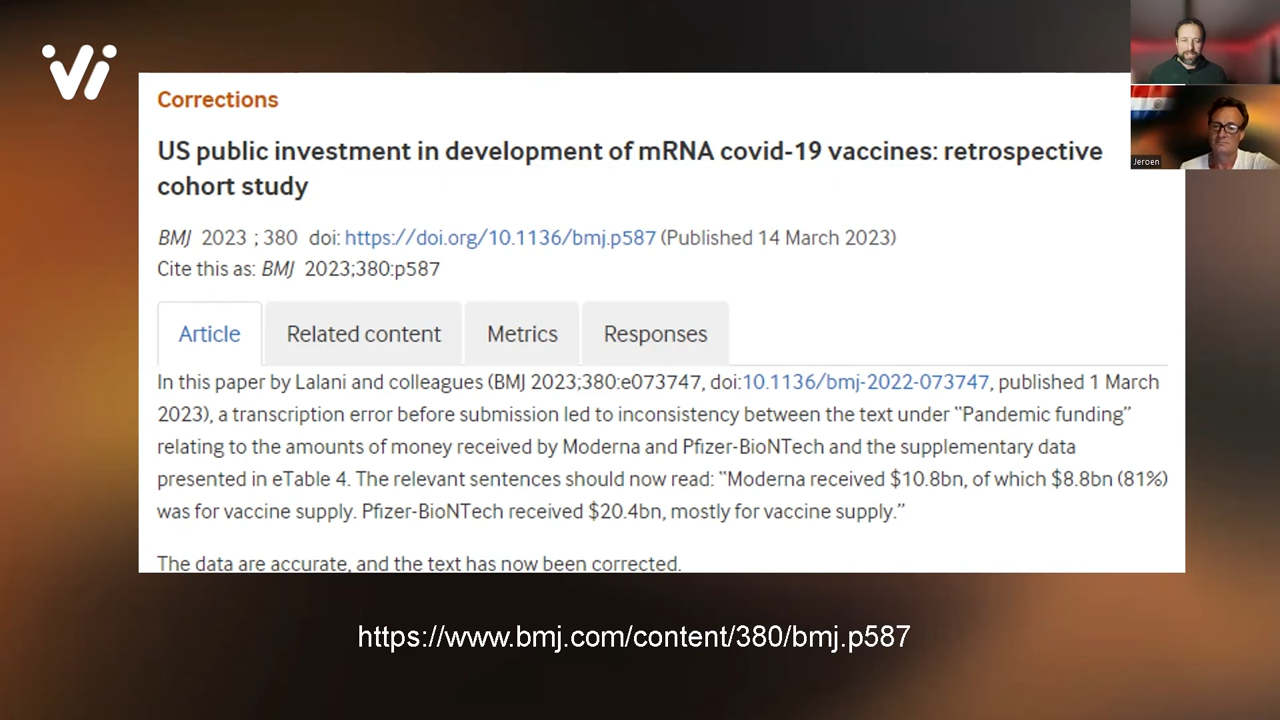 Vi
Corrections
US public investment in development of mRNA covid-19 vaccines: retrospective
cohort study
BMJ 2023 ; 380 doi: https://doi.org/10.1136/bmj.p587 (Published 14 March 2023)
Cite this as: BMJ 2023;380:p587
Article Related content Metrics Responses
In this paper by Lalani and colleagues (BMJ 2023;380:e073747, doi:10.1136/bmj-2022-073747, published 1 March
2023), a transcription error before submission led to inconsistency between the text under “Pandemic funding”
relating to the amounts of money received by Moderna and Pfizer-BioNTech and the supplementary data
presented in eTable 4. The relevant sentences should now read: “Moderna received $10.8bn, of which $8.8bn (81%)
was for vaccine supply. Pfizer-BioNTech received $20.4bn, mostly for vaccine supply.”
The data are accurate, and the text has now been corrected.
https://www.bmj.com/content/380/bmj.p587
Jeroen